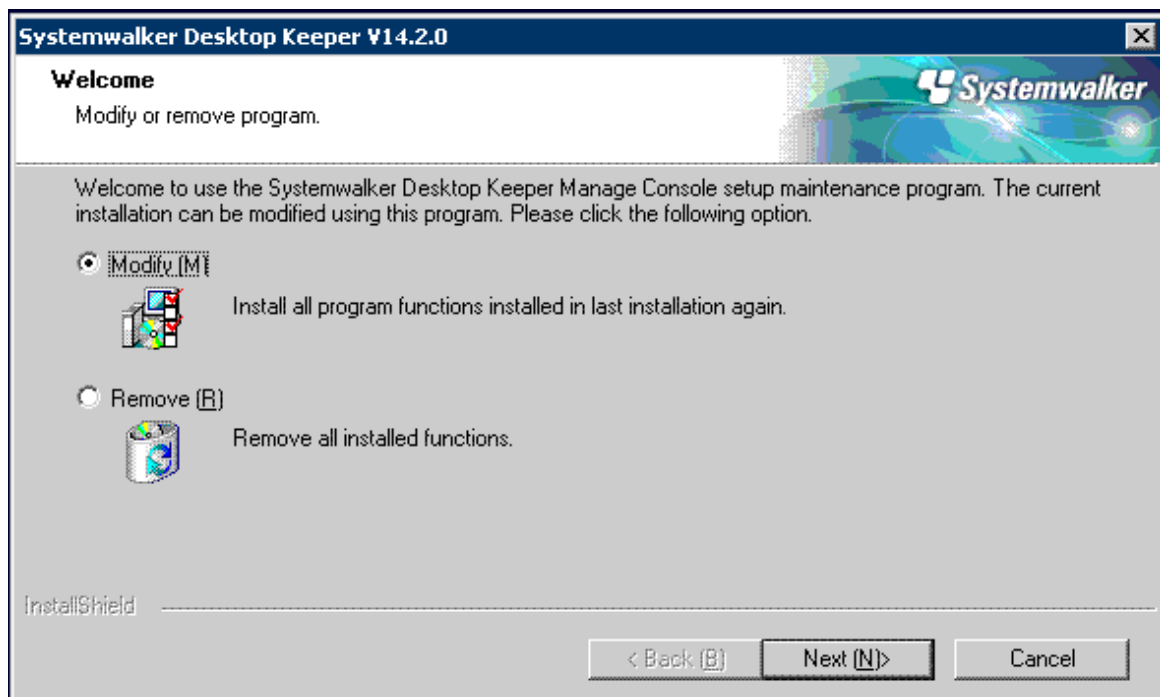 Systemwalker Desktop Keeper V14.2.0
Welcome
Modify or remove program.
Systemwalker
Welcome to use the Systemwalker Desktop Keeper Manage Console setup maintenance program. The current
installation can be modified using this program. Please click the following option.
Modify (M)
Install all program functions installed in last installation again.
Remove (R)
Remove all installed functions.
InstallShield
< Back (B)
Next (N)>
Cancel